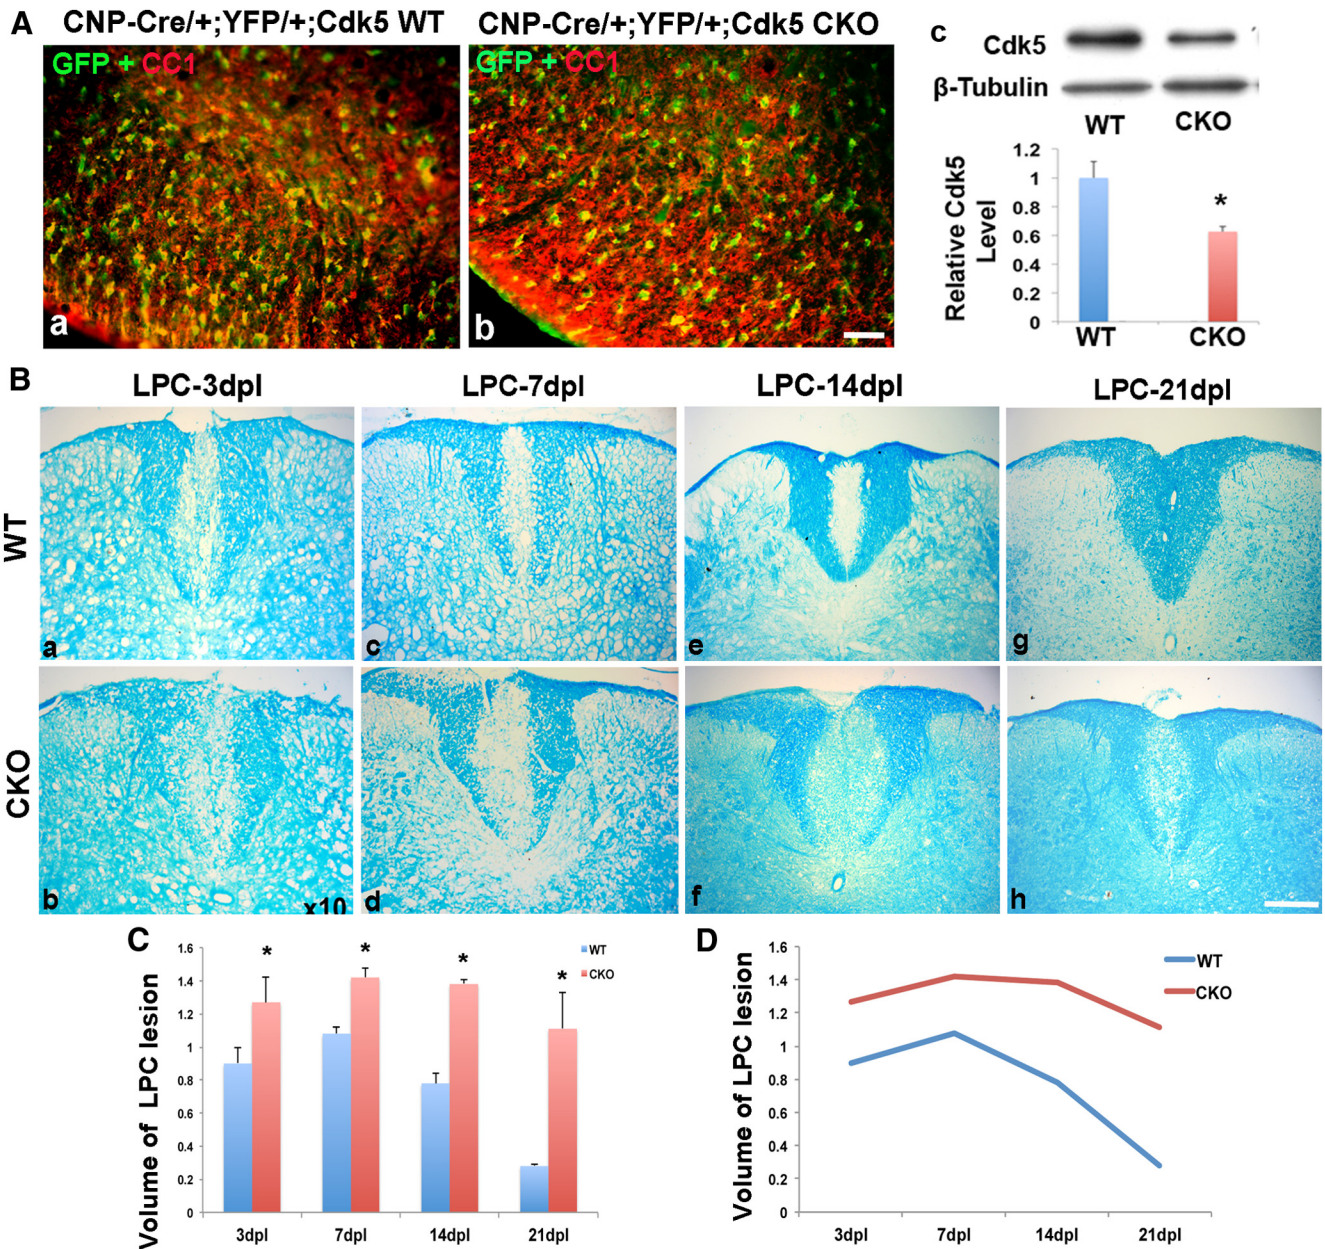 A
CNP-Cre/+;YFP/+;Cdk5 WT
CNP-Cre/+;YFP/+;Cdk5 CKO
GFP + CC1
GFP + CC1
a
b
c
Cdk5
β-Tubulin
WT
CKO
Relative Cdk5
Level
1.2
1
0.8
0.6
0.4
0.2
0
*
WT
CKO
B
LPC-3dpl
LPC-7dpl
LPC-14dpl
LPC-21dpl
WT
a
c
e
g
CKO
b
x10
d
f
h
C
Volume of LPC lesion
1.6
1.4
1.2
1
0.8
0.6
0.4
0.2
0
*
*
*
*
WT
CKO
3dpl
7dpl
14dpl
21dpl
D
Volume of LPC lesion
1.6
1.4
1.2
1
0.8
0.6
0.4
0.2
0
WT
CKO
3dpl
7dpl
14dpl
21dpl